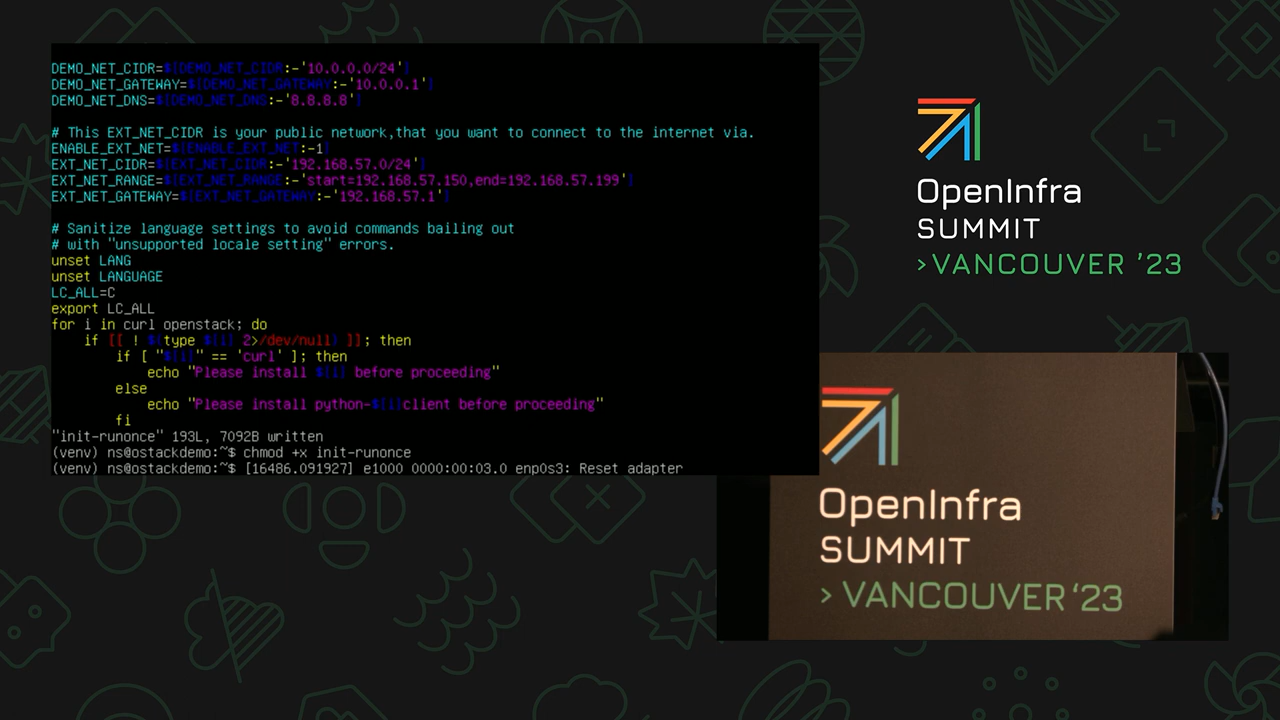 DEMO_NET_CIDR=${DEMO_NET_CIDR:-'10.0.0.0/24'}
DEMO_NET_GATEWAY=${DEMO_NET_GATEWAY:-'10.0.0.1'}
DEMO_NET_DNS=${DEMO_NET_DNS:-'8.8.8.8'}
# This EXT_NET_CIDR is your public network,that you want to connect to the internet via.
ENABLE_EXT_NET=${ENABLE_EXT_NET:-1}
EXT_NET_CIDR=${EXT_NET_CIDR:-'192.168.57.0/24'}
EXT_NET_RANGE=${EXT_NET_RANGE:-'start=192.168.57.150,end=192.168.57.199'}
EXT_NET_GATEWAY=${EXT_NET_GATEWAY:-'192.168.57.1'}
# Sanitize language settings to avoid commands bailing out
# with "unsupported locale setting" errors.
unset LANG
unset LANGUAGE
LC_ALL=C
export LC_ALL
for i in curl openstack; do
    if [[ ! $(type ${i} 2>/dev/null) ]]; then
        if [ "${i}" == 'curl' ]; then
            echo "Please install ${i} before proceeding"
        else
            echo "Please install python-${i}client before proceeding"
        fi
"init-runonce" 193L, 7092B written
(venv) ns@ostackdemo:~$ chmod +x init-runonce
(venv) ns@ostackdemo:~$ [16486.091927] e1000 0000:00:03.0 enp0s3: Reset adapter
OpenInfra
SUMMIT
>VANCOUVER '23
OpenInfra
SUMMIT
> VANCOUVER '23